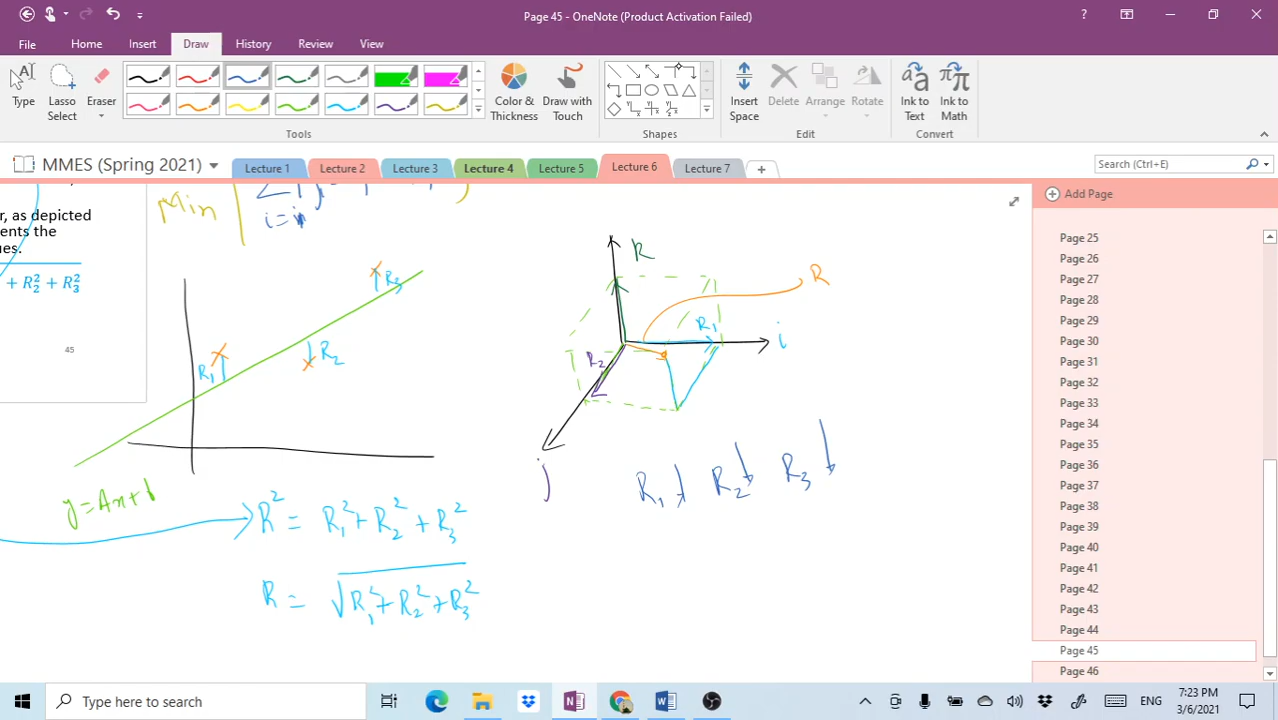 Page 45 - OneNote (Product Activation Failed)
File Home Insert Draw History Review View
Type Lasso Select Eraser Color & Thickness Draw with Touch Insert Space Delete Arrange Rotate Ink to Text Ink to Math
Tools Shapes Edit Convert
MMES (Spring 2021) Lecture 1 Lecture 2 Lecture 3 Lecture 4 Lecture 5 Lecture 6 Lecture 7
Search (Ctrl+E)
Add Page
Page 25
Page 26
Page 27
Page 28
Page 29
Page 30
Page 31
Page 32
Page 33
Page 34
Page 35
Page 36
Page 37
Page 38
Page 39
Page 40
Page 41
Page 42
Page 43
Page 44
Page 45
Page 46
r, as depicted
ents the
es.
+ R₂² + R₃²
45
Min
R₁ R₂ R₃
R
R
R₁
i
R₂
j
R₁↓ R₂↓ R₃↓
R² = R₁² + R₂² + R₃²
R = √R₁² + R₂² + R₃²
Type here to search
ENG
7:23 PM
3/6/2021